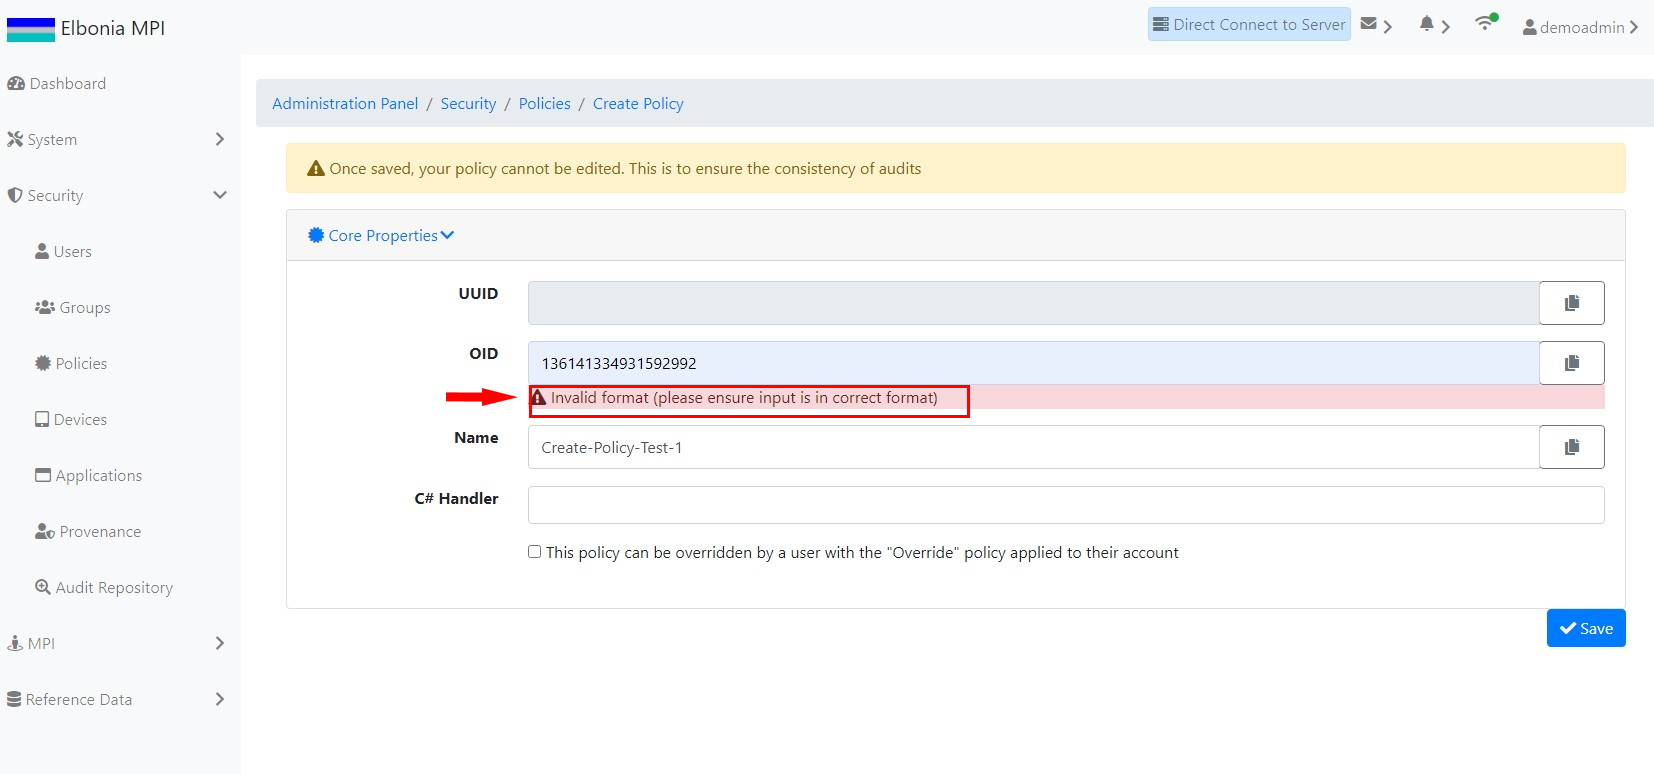 Elbonia MPI
Direct Connect to Server
demoadmin
Dashboard
System
Security
Users
Groups
Policies
Devices
Applications
Provenance
Audit Repository
MPI
Reference Data
Administration Panel / Security / Policies / Create Policy
Once saved, your policy cannot be edited. This is to ensure the consistency of audits
Core Properties
UUID
OID
136141334931592992
Invalid format (please ensure input is in correct format)
Name
Create-Policy-Test-1
C# Handler
This policy can be overridden by a user with the "Override" policy applied to their account
Save